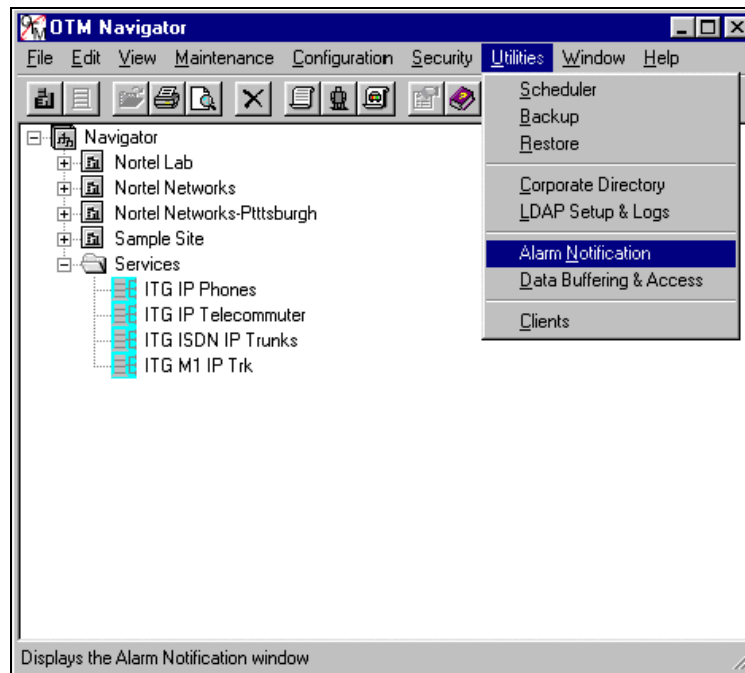 OTM Navigator
File Edit View Maintenance Configuration Security Utilities Window Help
Scheduler
Backup
Restore
Corporate Directory
LDAP Setup & Logs
Alarm Notification
Data Buffering & Access
Clients
Navigator
Nortel Lab
Nortel Networks
Nortel Networks-Ptttsburgh
Sample Site
Services
ITG IP Phones
ITG IP Telecommuter
ITG ISDN IP Trunks
ITG M1 IP Trk
Displays the Alarm Notification window